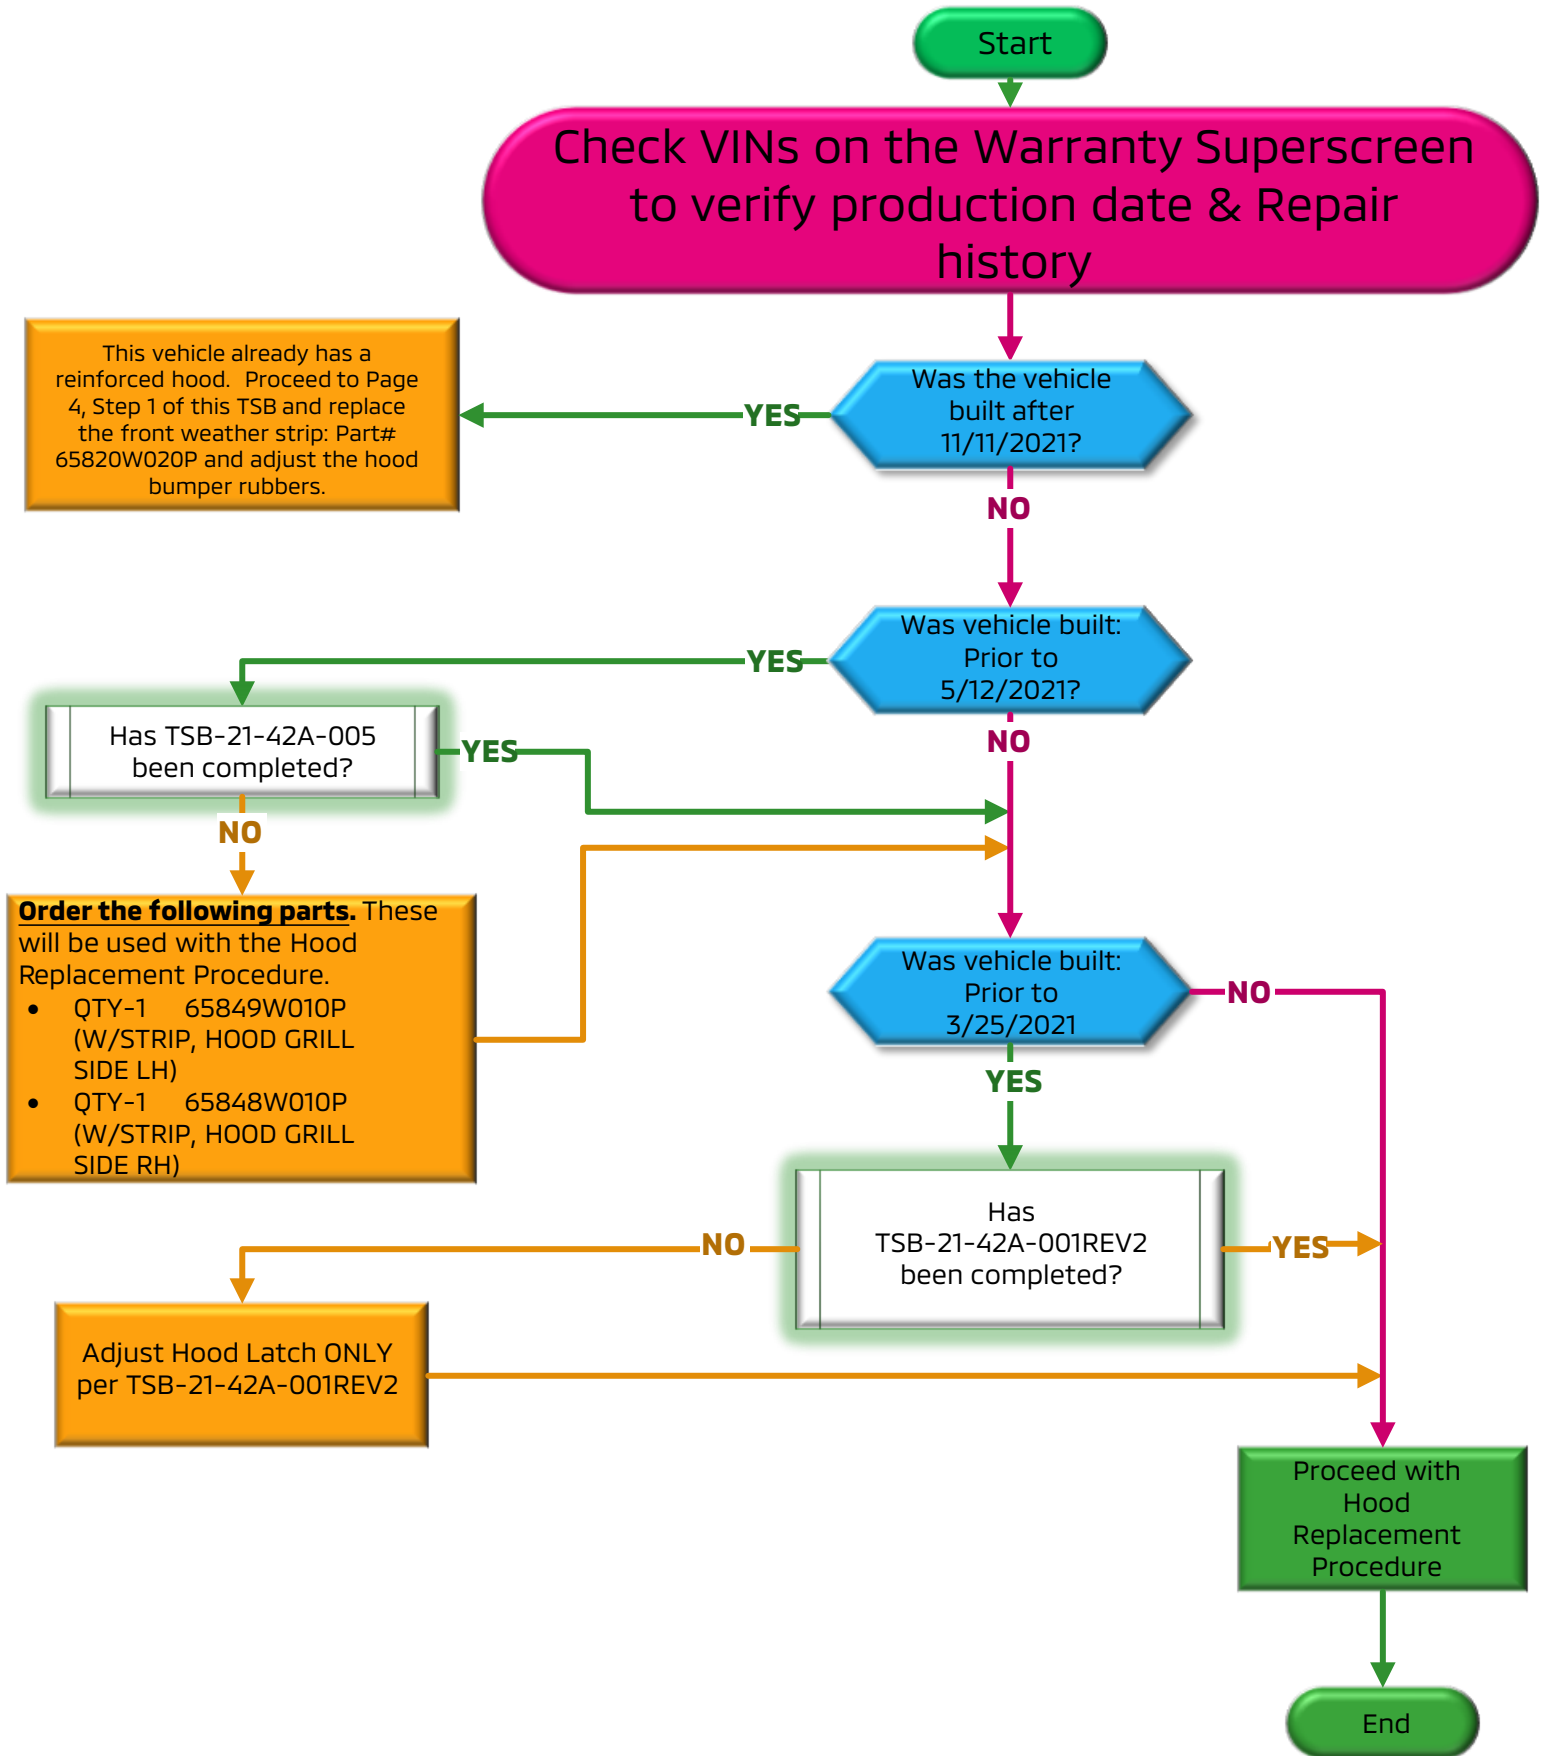 Start
Check VINs on the Warranty Superscreen
to verify production date & Repair
history
This vehicle already has a
reinforced hood.  Proceed to Page
4, Step 1 of this TSB and replace
the front weather strip: Part#
65820W020P and adjust the hood
bumper rubbers.
YES
Was the vehicle
built after
11/11/2021?
NO
Was vehicle built:
Prior to
5/12/2021?
YES
NO
Has TSB-21-42A-005
been completed?
YES
NO
Order the following parts. These
will be used with the Hood
Replacement Procedure.
• QTY-1 65849W010P
(W/STRIP, HOOD GRILL
SIDE LH)
• QTY-1 65848W010P
(W/STRIP, HOOD GRILL
SIDE RH)
Was vehicle built:
Prior to
3/25/2021
NO
YES
Has
TSB-21-42A-001REV2
been completed?
NO
YES
Adjust Hood Latch ONLY
per TSB-21-42A-001REV2
Proceed with
Hood
Replacement
Procedure
End